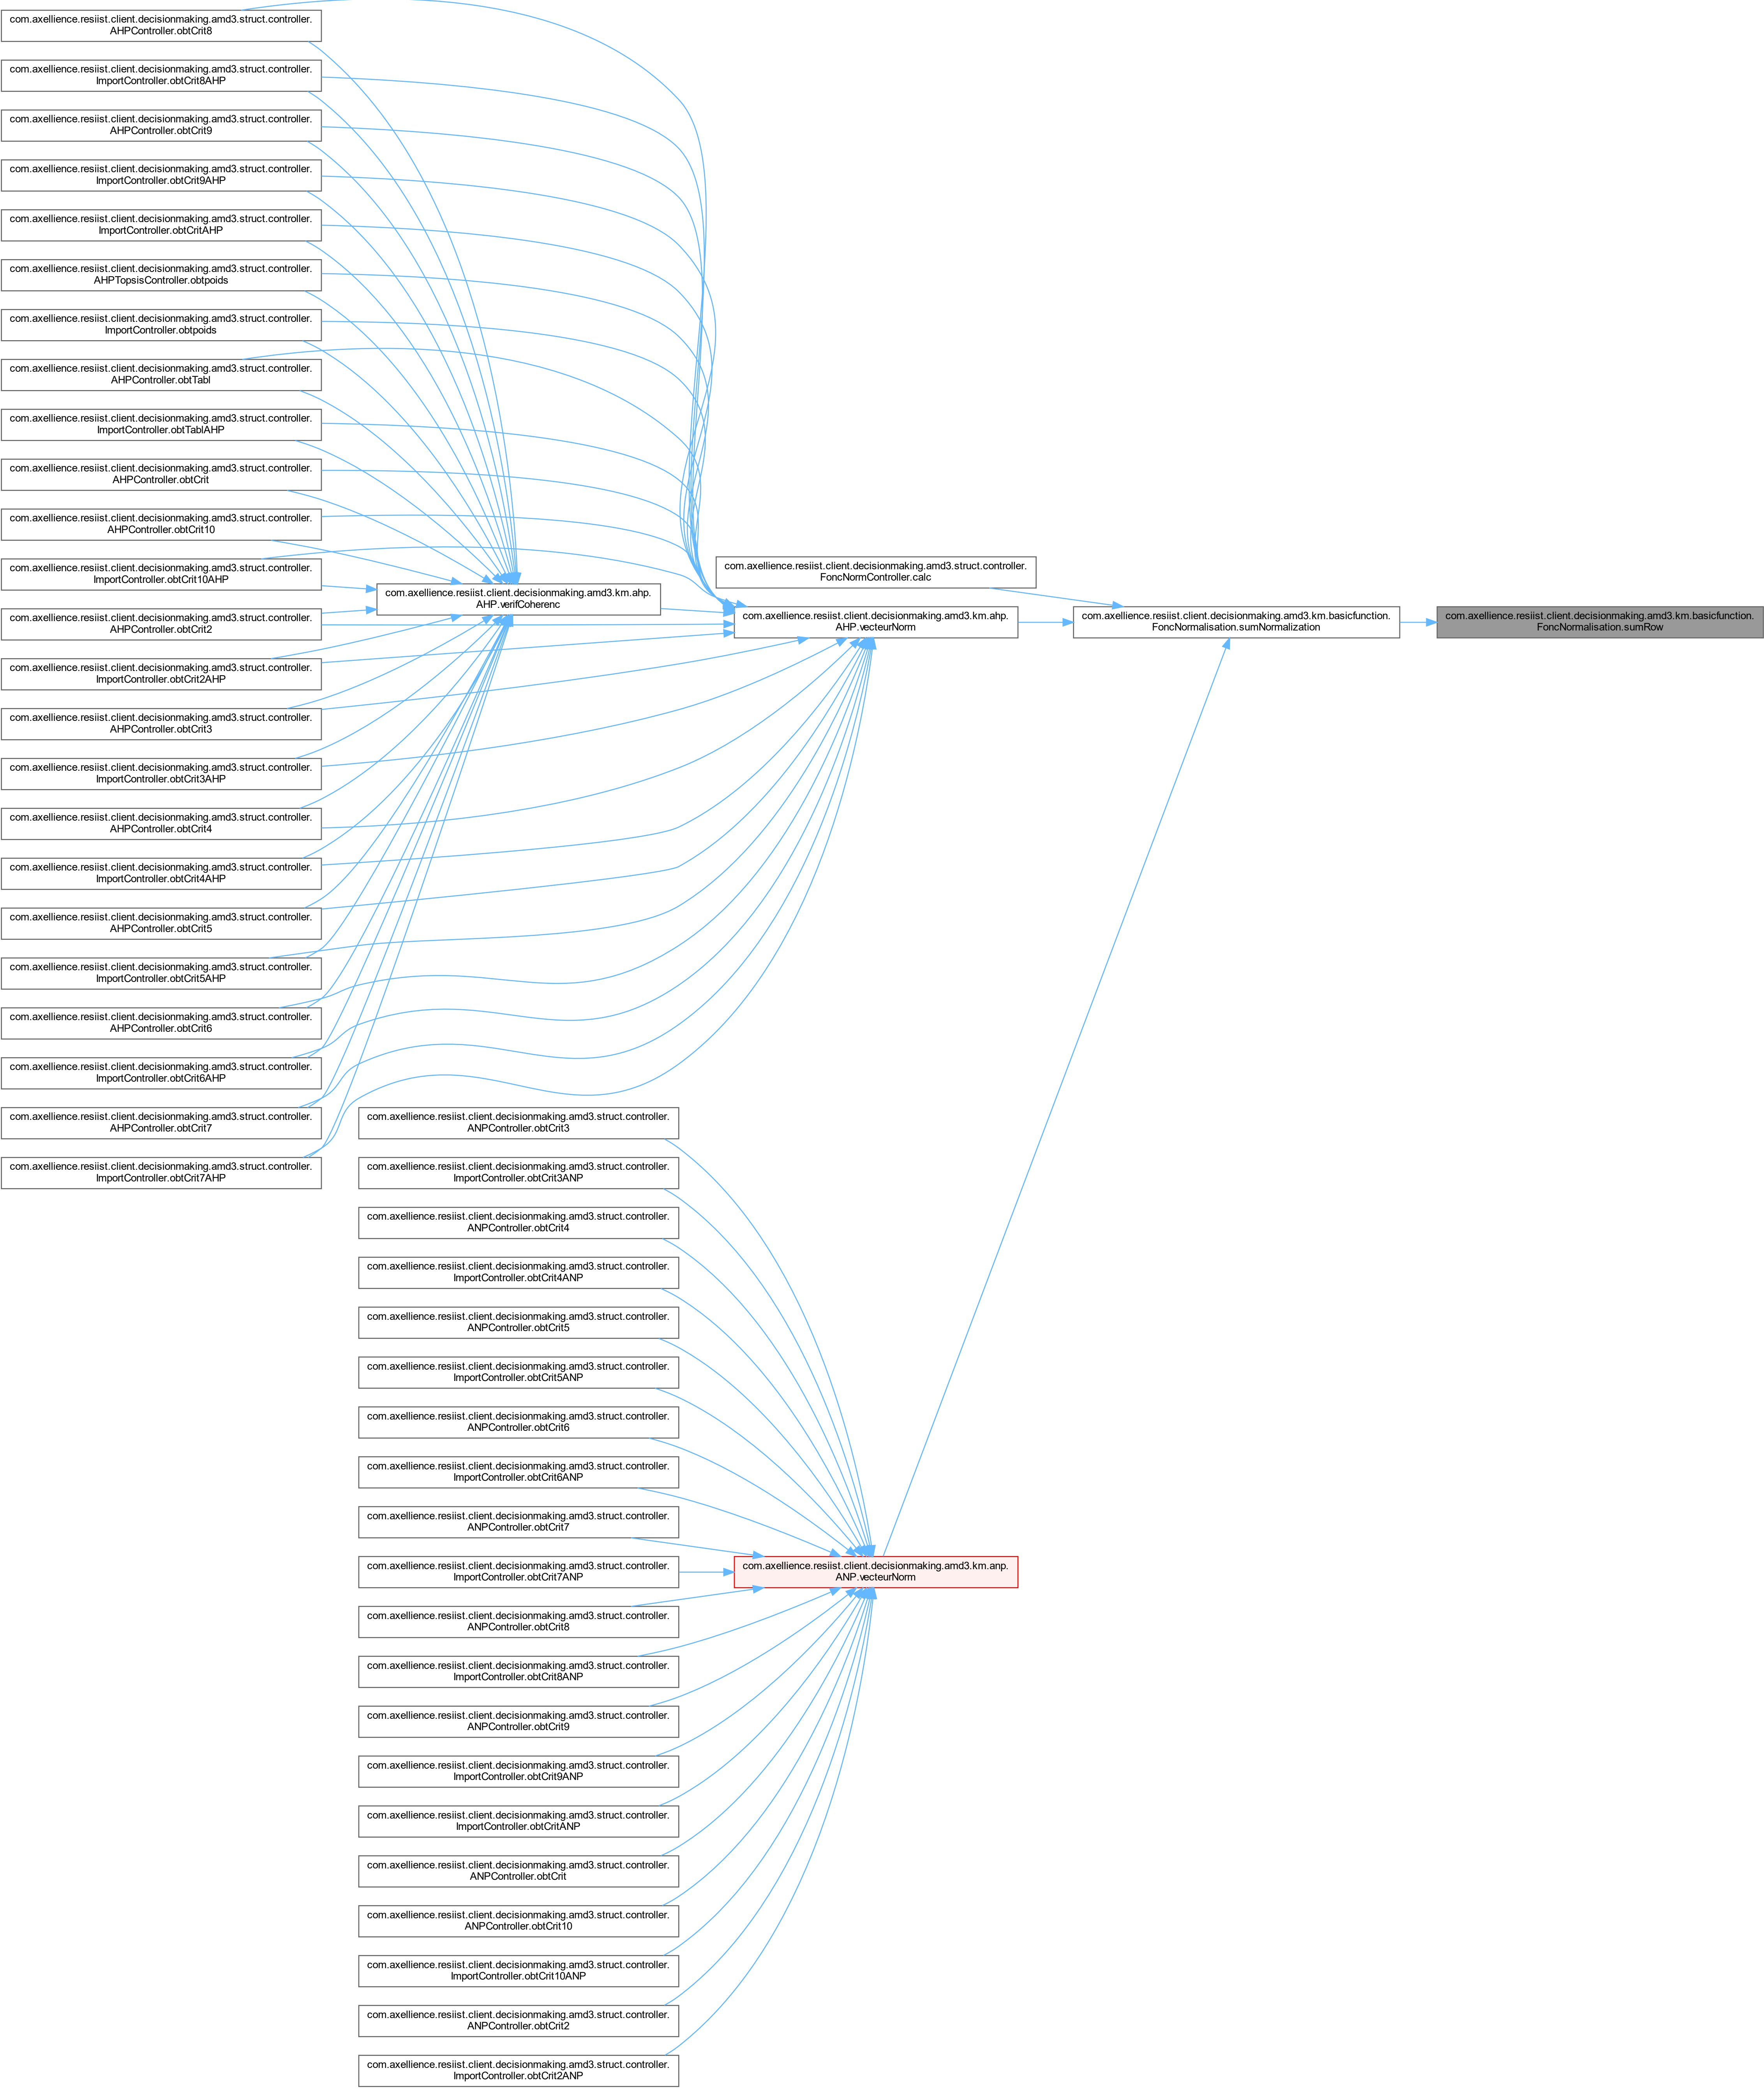 com.axellience.resiist.client.decisionmaking.amd3.struct.controller.
AHPController.obtCrit8
com.axellience.resiist.client.decisionmaking.amd3.struct.controller.
ImportController.obtCrit8AHP
com.axellience.resiist.client.decisionmaking.amd3.struct.controller.
AHPController.obtCrit9
com.axellience.resiist.client.decisionmaking.amd3.struct.controller.
ImportController.obtCrit9AHP
com.axellience.resiist.client.decisionmaking.amd3.struct.controller.
ImportController.obtCritAHP
com.axellience.resiist.client.decisionmaking.amd3.struct.controller.
AHPTopsisController.obtpoids
com.axellience.resiist.client.decisionmaking.amd3.struct.controller.
ImportController.obtpoids
com.axellience.resiist.client.decisionmaking.amd3.struct.controller.
AHPController.obtTabl
com.axellience.resiist.client.decisionmaking.amd3.struct.controller.
ImportController.obtTablAHP
com.axellience.resiist.client.decisionmaking.amd3.struct.controller.
AHPController.obtCrit
com.axellience.resiist.client.decisionmaking.amd3.struct.controller.
AHPController.obtCrit10
com.axellience.resiist.client.decisionmaking.amd3.struct.controller.
ImportController.obtCrit10AHP
com.axellience.resiist.client.decisionmaking.amd3.struct.controller.
AHPController.obtCrit2
com.axellience.resiist.client.decisionmaking.amd3.struct.controller.
ImportController.obtCrit2AHP
com.axellience.resiist.client.decisionmaking.amd3.struct.controller.
AHPController.obtCrit3
com.axellience.resiist.client.decisionmaking.amd3.struct.controller.
ImportController.obtCrit3AHP
com.axellience.resiist.client.decisionmaking.amd3.struct.controller.
AHPController.obtCrit4
com.axellience.resiist.client.decisionmaking.amd3.struct.controller.
ImportController.obtCrit4AHP
com.axellience.resiist.client.decisionmaking.amd3.struct.controller.
AHPController.obtCrit5
com.axellience.resiist.client.decisionmaking.amd3.struct.controller.
ImportController.obtCrit5AHP
com.axellience.resiist.client.decisionmaking.amd3.struct.controller.
AHPController.obtCrit6
com.axellience.resiist.client.decisionmaking.amd3.struct.controller.
ImportController.obtCrit6AHP
com.axellience.resiist.client.decisionmaking.amd3.struct.controller.
AHPController.obtCrit7
com.axellience.resiist.client.decisionmaking.amd3.struct.controller.
ImportController.obtCrit7AHP
com.axellience.resiist.client.decisionmaking.amd3.km.ahp.
AHP.verifCoherenc
com.axellience.resiist.client.decisionmaking.amd3.struct.controller.
FoncNormController.calc
com.axellience.resiist.client.decisionmaking.amd3.km.ahp.
AHP.vecteurNorm
com.axellience.resiist.client.decisionmaking.amd3.km.basicfunction.
FoncNormalisation.sumNormalization
com.axellience.resiist.client.decisionmaking.amd3.km.basicfunction.
FoncNormalisation.sumRow
com.axellience.resiist.client.decisionmaking.amd3.struct.controller.
ANPController.obtCrit3
com.axellience.resiist.client.decisionmaking.amd3.struct.controller.
ImportController.obtCrit3ANP
com.axellience.resiist.client.decisionmaking.amd3.struct.controller.
ANPController.obtCrit4
com.axellience.resiist.client.decisionmaking.amd3.struct.controller.
ImportController.obtCrit4ANP
com.axellience.resiist.client.decisionmaking.amd3.struct.controller.
ANPController.obtCrit5
com.axellience.resiist.client.decisionmaking.amd3.struct.controller.
ImportController.obtCrit5ANP
com.axellience.resiist.client.decisionmaking.amd3.struct.controller.
ANPController.obtCrit6
com.axellience.resiist.client.decisionmaking.amd3.struct.controller.
ImportController.obtCrit6ANP
com.axellience.resiist.client.decisionmaking.amd3.struct.controller.
ANPController.obtCrit7
com.axellience.resiist.client.decisionmaking.amd3.struct.controller.
ImportController.obtCrit7ANP
com.axellience.resiist.client.decisionmaking.amd3.struct.controller.
ANPController.obtCrit8
com.axellience.resiist.client.decisionmaking.amd3.struct.controller.
ImportController.obtCrit8ANP
com.axellience.resiist.client.decisionmaking.amd3.struct.controller.
ANPController.obtCrit9
com.axellience.resiist.client.decisionmaking.amd3.struct.controller.
ImportController.obtCrit9ANP
com.axellience.resiist.client.decisionmaking.amd3.struct.controller.
ImportController.obtCritANP
com.axellience.resiist.client.decisionmaking.amd3.struct.controller.
ANPController.obtCrit
com.axellience.resiist.client.decisionmaking.amd3.struct.controller.
ANPController.obtCrit10
com.axellience.resiist.client.decisionmaking.amd3.struct.controller.
ImportController.obtCrit10ANP
com.axellience.resiist.client.decisionmaking.amd3.struct.controller.
ANPController.obtCrit2
com.axellience.resiist.client.decisionmaking.amd3.struct.controller.
ImportController.obtCrit2ANP
com.axellience.resiist.client.decisionmaking.amd3.km.anp.
ANP.vecteurNorm